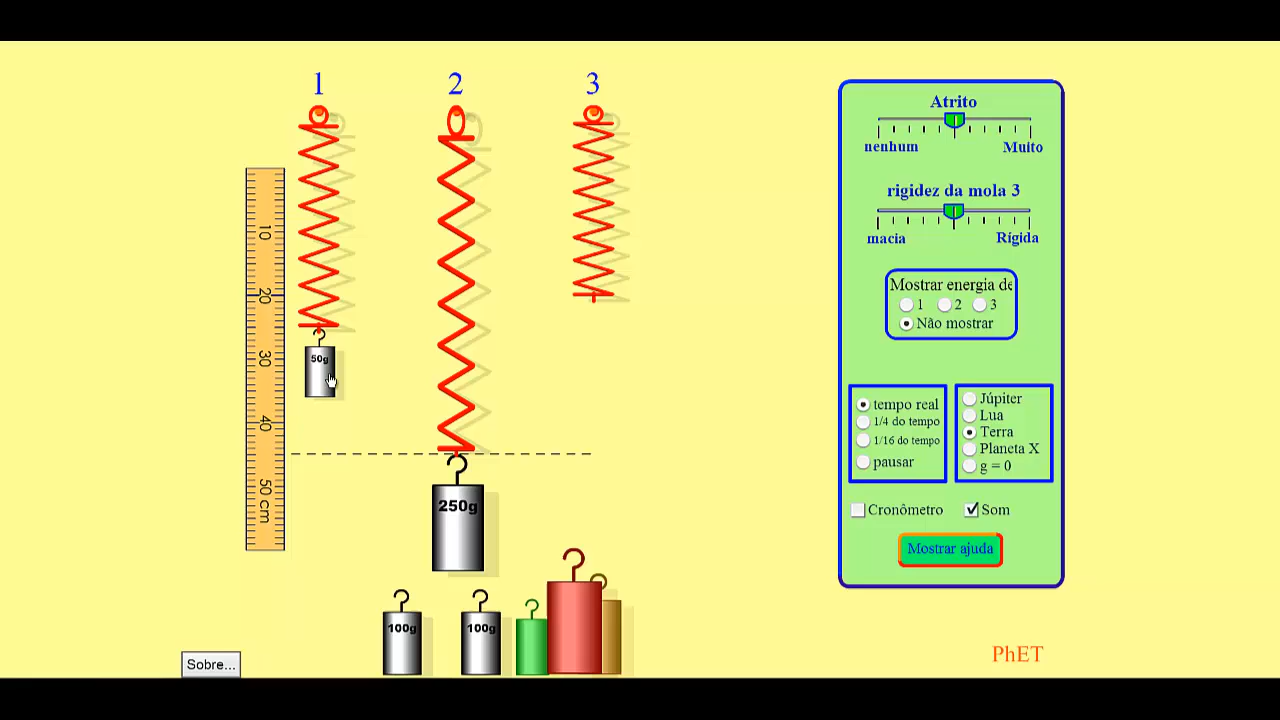 1 2 3
Atrito
nenhum Muito
rigidez da mola 3
macia Rígida
Mostrar energia de
1 2 3
Não mostrar
tempo real
1/4 do tempo
1/16 do tempo
pausar
Júpiter
Lua
Terra
Planeta X
g = 0
Cronômetro Som
Mostrar ajuda
10
20
30
40
50 cm
50g
250g
100g 100g
Sobre...
PhET